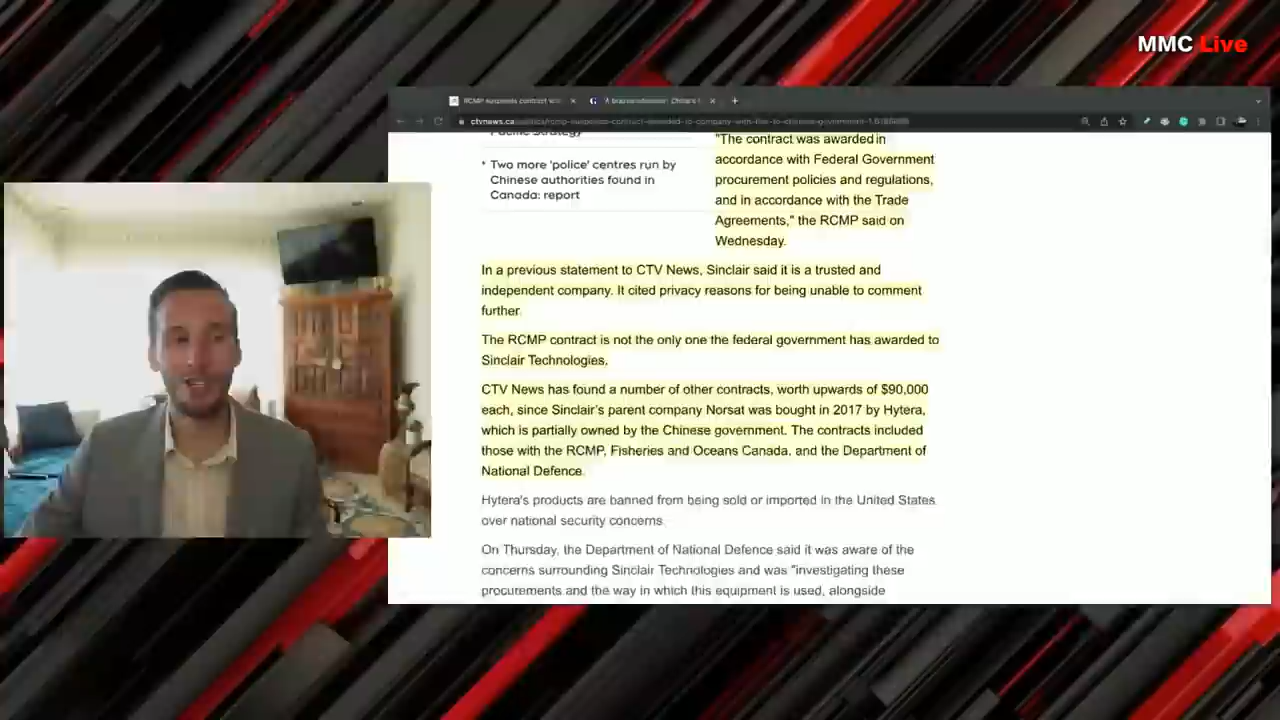 MMC Live
RCMP suspends contract
ctvnews.ca
Pacific Strategy
Two more 'police' centres run by
Chinese authorities found in
Canada: report
"The contract was awarded in
accordance with Federal Government
procurement policies and regulations,
and in accordance with the Trade
Agreements," the RCMP said on
Wednesday.
In a previous statement to CTV News, Sinclair said it is a trusted and
independent company. It cited privacy reasons for being unable to comment
further.
The RCMP contract is not the only one the federal government has awarded to
Sinclair Technologies.
CTV News has found a number of other contracts, worth upwards of $90,000
each, since Sinclair's parent company Norsat was bought in 2017 by Hytera,
which is partially owned by the Chinese government. The contracts included
those with the RCMP, Fisheries and Oceans Canada, and the Department of
National Defence.
Hytera's products are banned from being sold or imported in the United States
over national security concerns.
On Thursday, the Department of National Defence said it was aware of the
concerns surrounding Sinclair Technologies and was "investigating these
procurements and the way in which this equipment is used, alongside